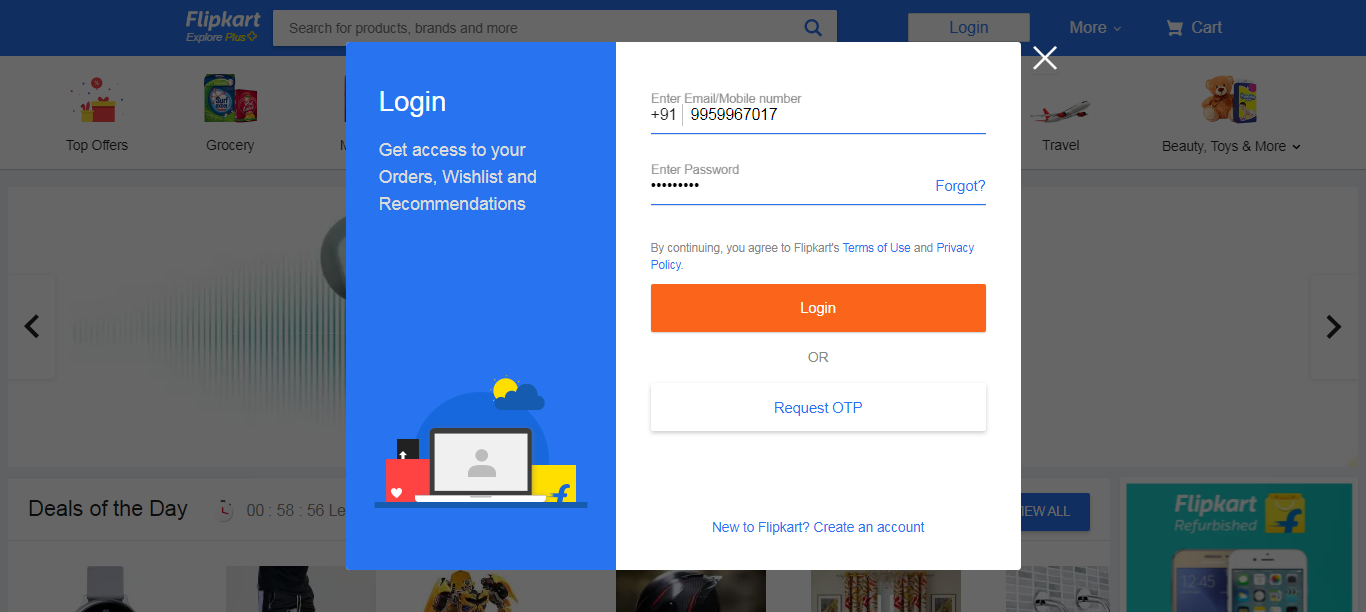 Flipkart
Explore Plus
Search for products, brands and more
Login
More
Cart
Top Offers
Grocery
M
Travel
Beauty, Toys & More
Login
Get access to your
Orders, Wishlist and
Recommendations
Enter Email/Mobile number
+91 9959967017
Enter Password
•••••••••
Forgot?
By continuing, you agree to Flipkart's Terms of Use and Privacy
Policy.
Login
OR
Request OTP
New to Flipkart? Create an account
Deals of the Day
00 : 58 : 56 Le
IEW ALL
Flipkart
Refurbished
12:45